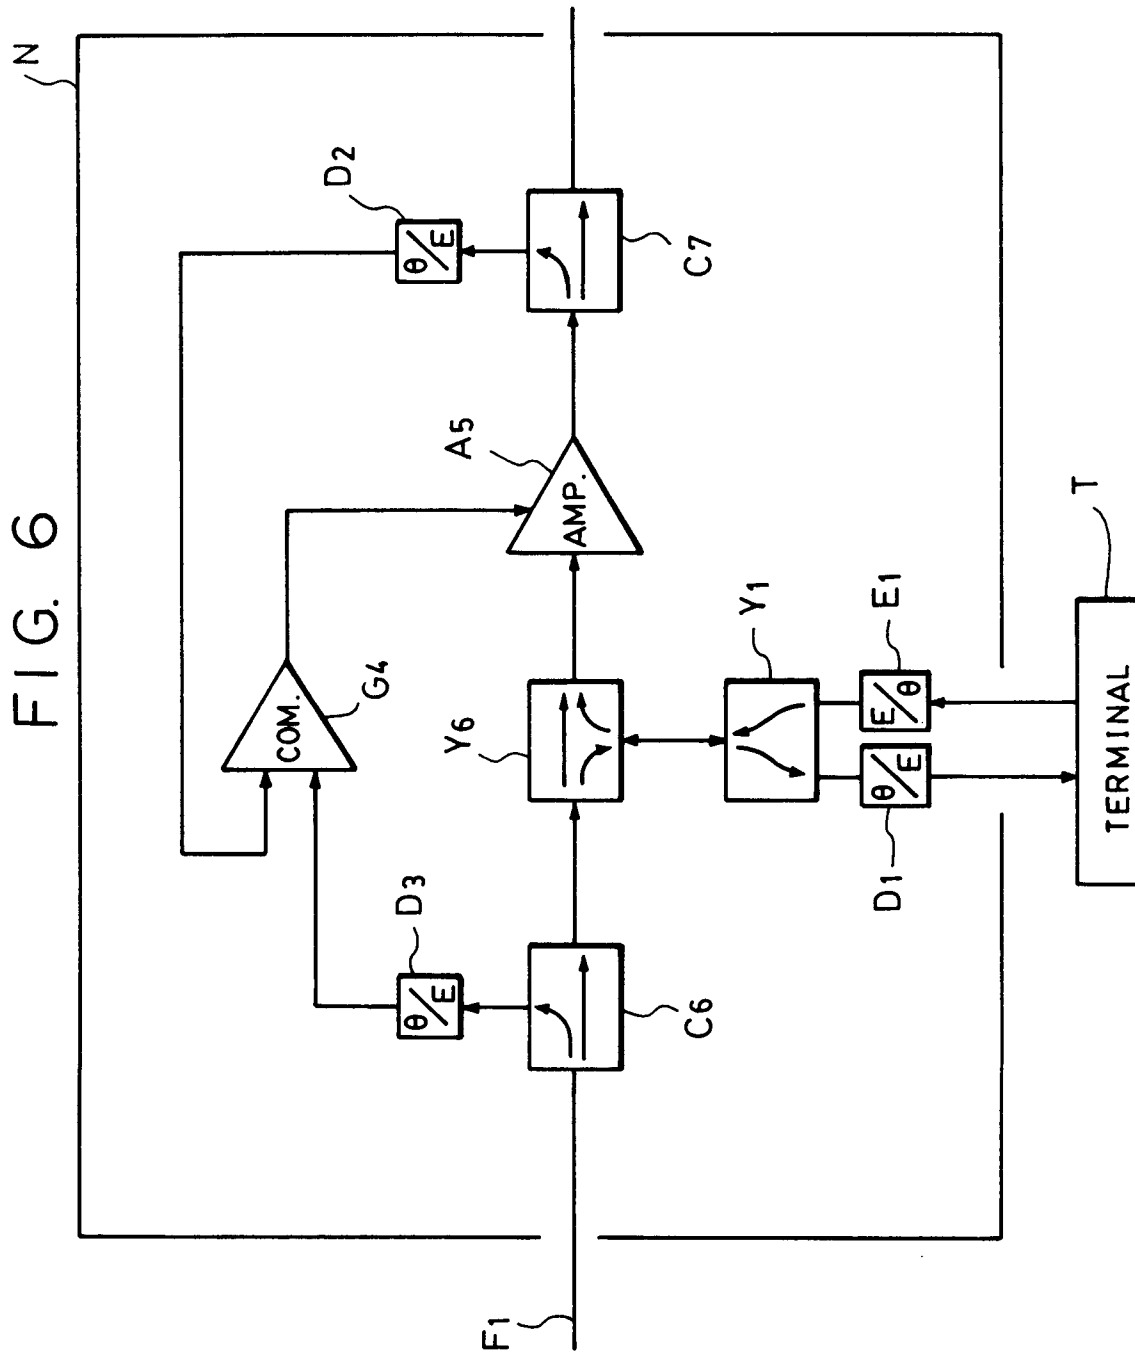 FIG. 6
N
D2
θ/E
C7
A5
AMP.
G4
COM.
Y6
Y1
E1
E/θ
T
TERMINAL
θ/E
D1
D3
θ/E
C6
F1